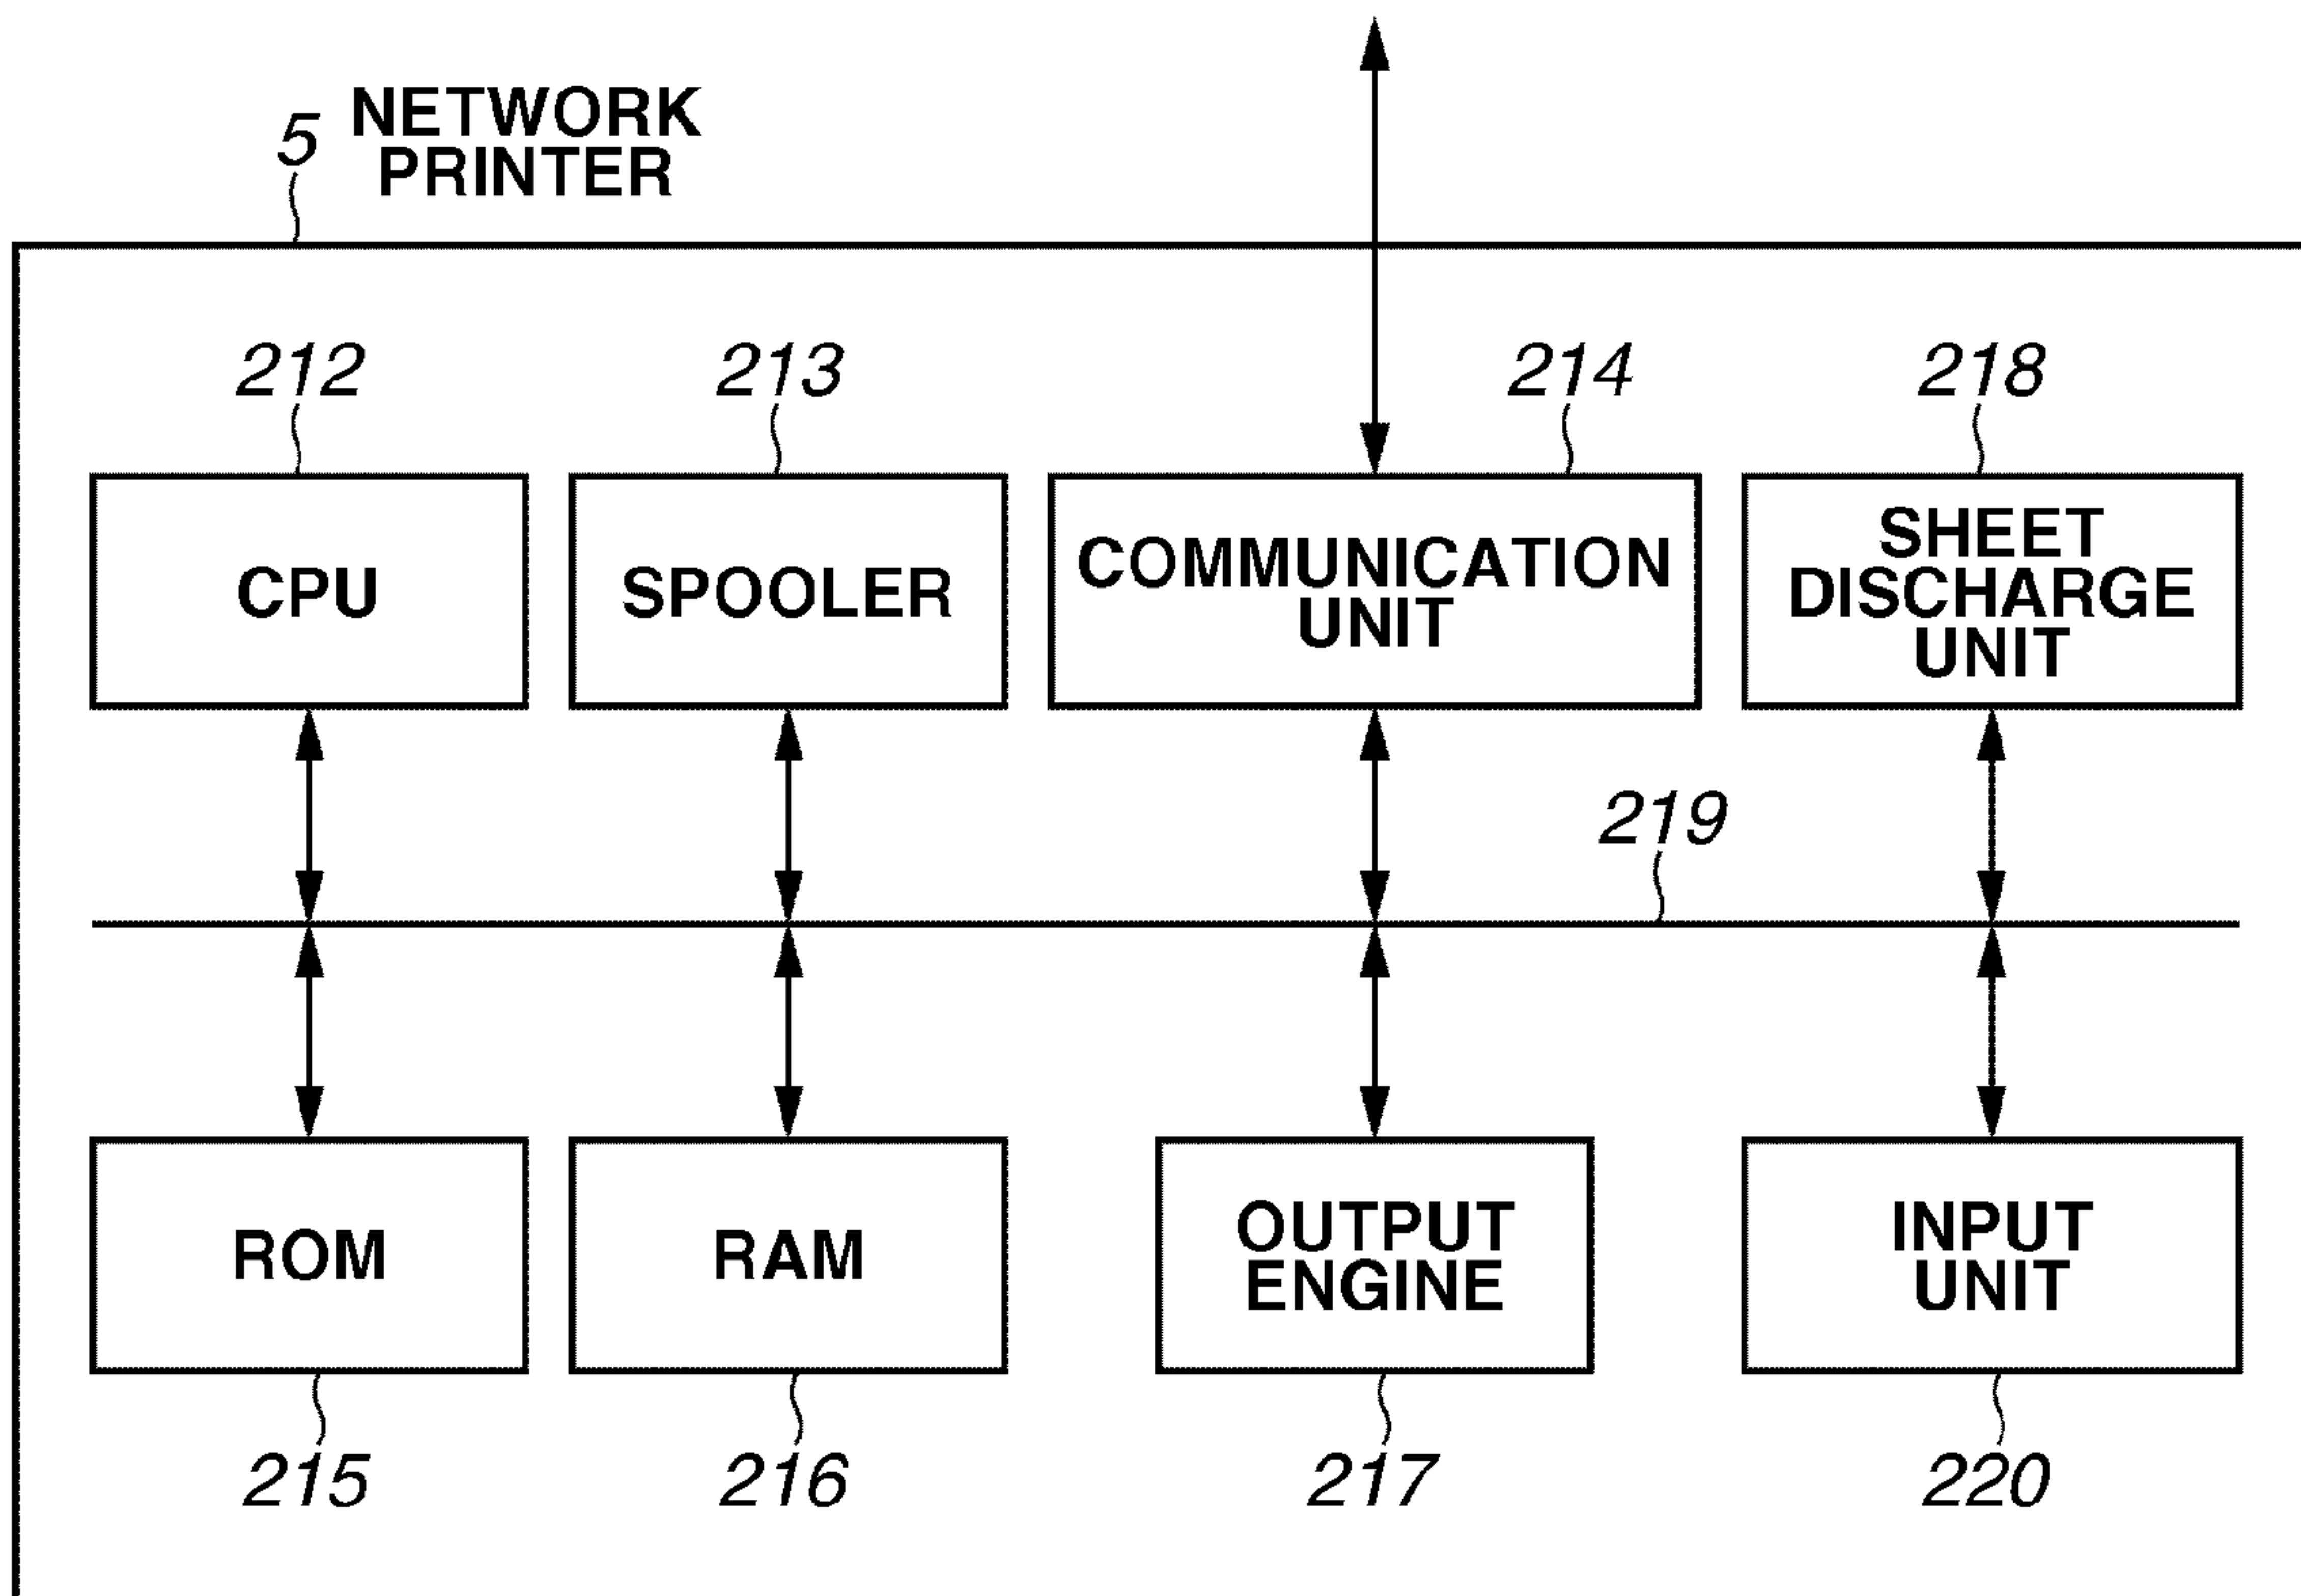 5 NETWORK
PRINTER
212
213
214
218
CPU
SPOOLER
COMMUNICATION
UNIT
SHEET
DISCHARGE
UNIT
219
ROM
RAM
OUTPUT
ENGINE
INPUT
UNIT
215
216
217
220